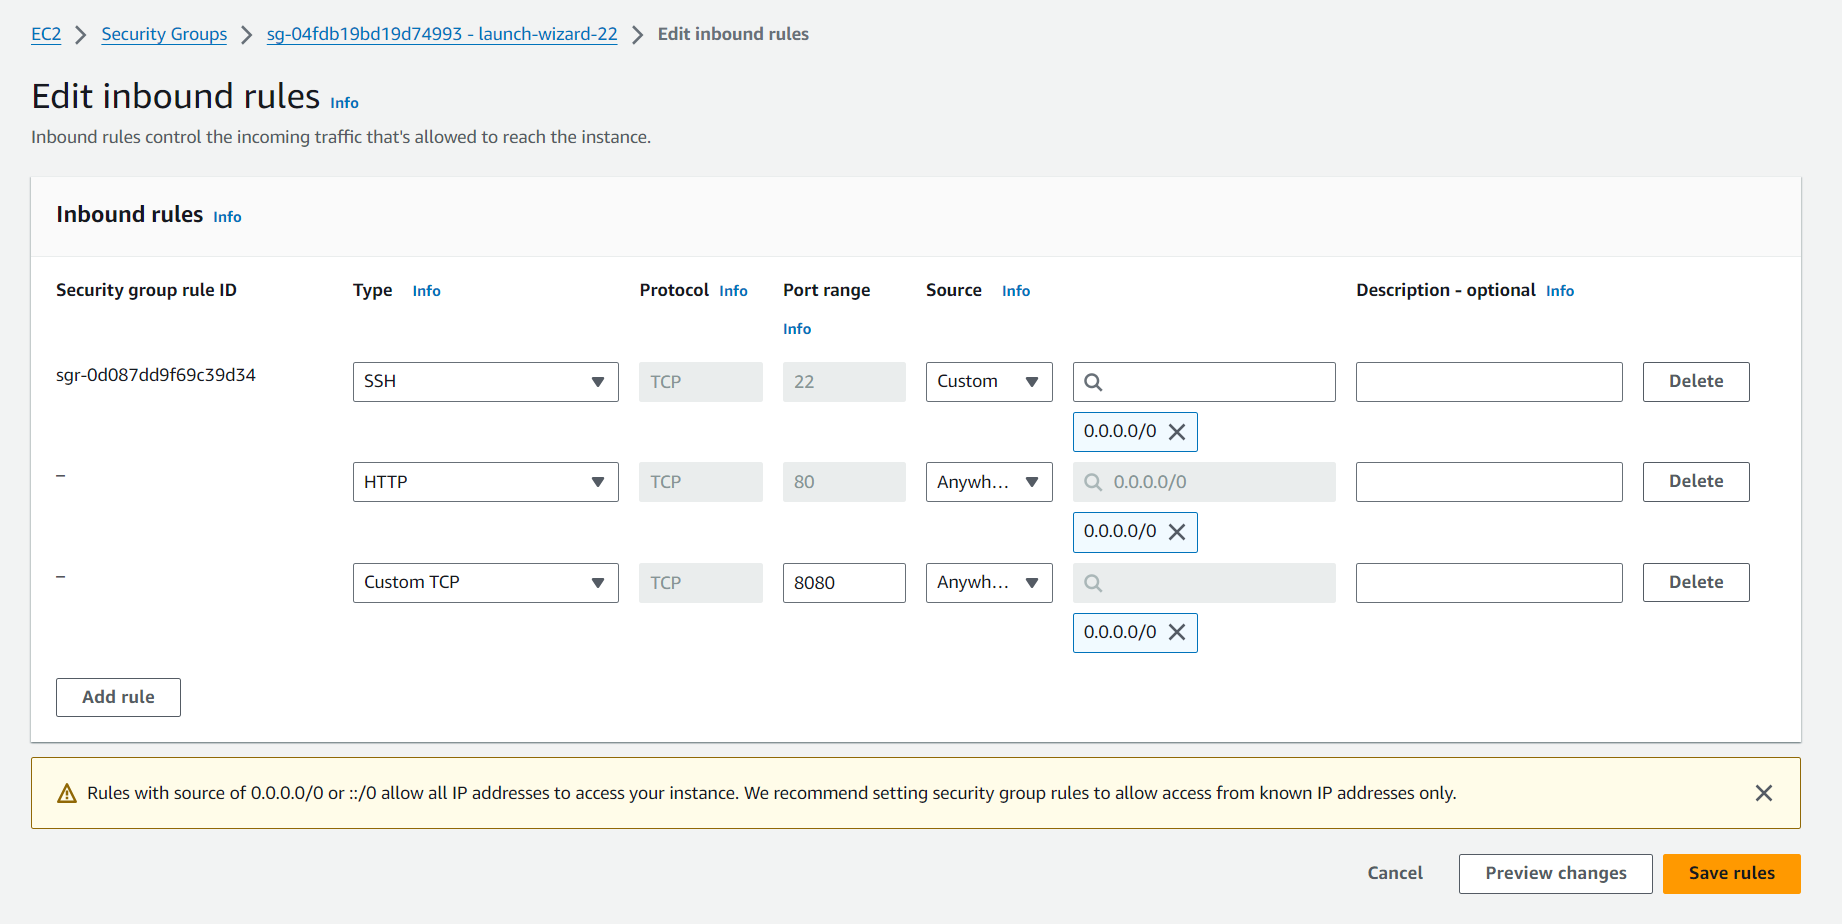 EC2 > Security Groups > sg-04fdb19bd19d74993 - launch-wizard-22 > Edit inbound rules
Edit inbound rules Info
Inbound rules control the incoming traffic that's allowed to reach the instance.
Inbound rules Info
Security group rule ID Type Info Protocol Info Port range Source Info Description - optional Info
Info
sgr-0d087dd9f69c39d34 SSH TCP 22 Custom Delete
0.0.0.0/0
– HTTP TCP 80 Anywh... 0.0.0.0/0 Delete
0.0.0.0/0
– Custom TCP TCP 8080 Anywh... Delete
0.0.0.0/0
Add rule
Rules with source of 0.0.0.0/0 or ::/0 allow all IP addresses to access your instance. We recommend setting security group rules to allow access from known IP addresses only.
Cancel Preview changes Save rules